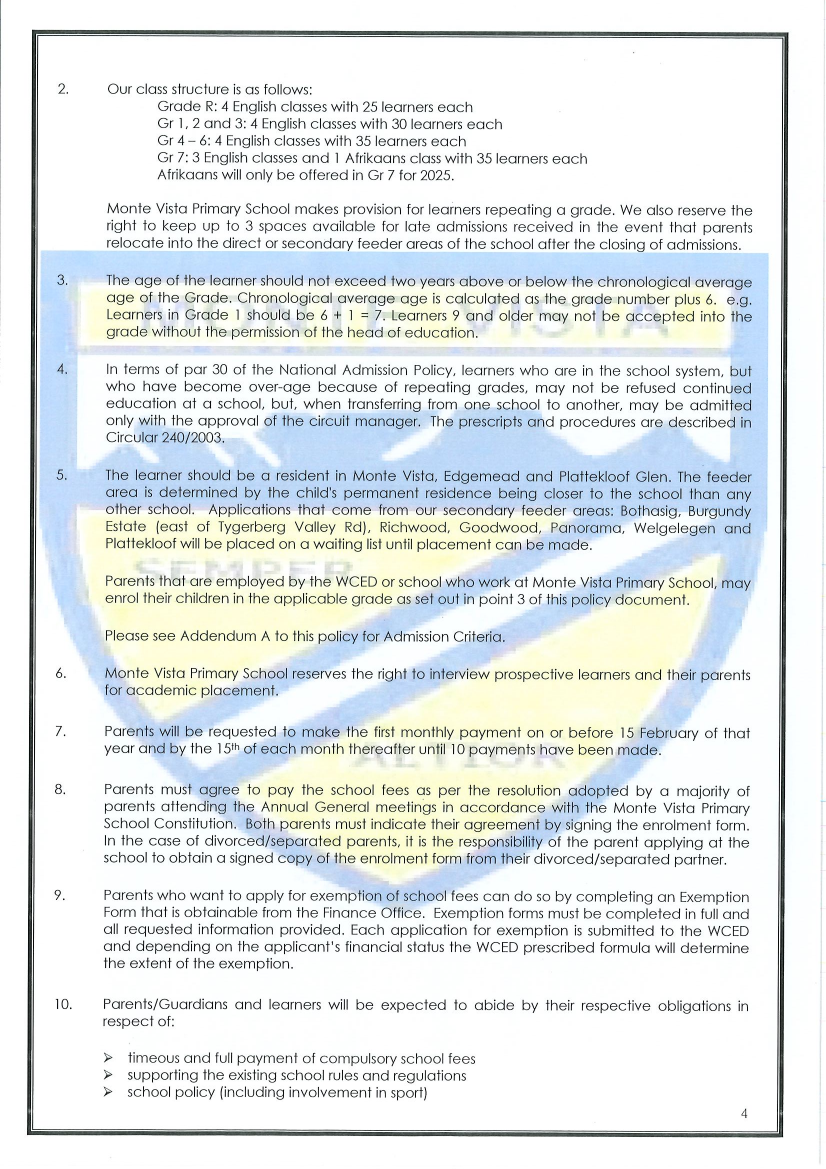 2. Our class structure is as follows:
Grade R: 4 English classes with 25 learners each
Gr 1, 2 and 3: 4 English classes with 30 learners each
Gr 4 – 6: 4 English classes with 35 learners each
Gr 7: 3 English classes and 1 Afrikaans class with 35 learners each
Afrikaans will only be offered in Gr 7 for 2025.
Monte Vista Primary School makes provision for learners repeating a grade. We also reserve the
right to keep up to 3 spaces available for late admissions received in the event that parents
relocate into the direct or secondary feeder areas of the school after the closing of admissions.
3. The age of the learner should not exceed two years above or below the chronological average
age of the Grade. Chronological average age is calculated as the grade number plus 6. e.g.
Learners in Grade 1 should be 6 + 1 = 7. Learners 9 and older may not be accepted into the
grade without the permission of the head of education.
MONTE VISTA
4. In terms of par 30 of the National Admission Policy, learners who are in the school system, but
who have become over-age because of repeating grades, may not be refused continued
education at a school, but, when transferring from one school to another, may be admitted
only with the approval of the circuit manager. The prescripts and procedures are described in
Circular 240/2003.
5. The learner should be a resident in Monte Vista, Edgemead and Plattekloof Glen. The feeder
area is determined by the child's permanent residence being closer to the school than any
other school. Applications that come from our secondary feeder areas: Bothasig, Burgundy
Estate (east of Tygerberg Valley Rd), Richwood, Goodwood, Panorama, Welgelegen and
Plattekloof will be placed on a waiting list until placement can be made.
SEMPER
Parents that are employed by the WCED or school who work at Monte Vista Primary School, may
enrol their children in the applicable grade as set out in point 3 of this policy document.
Please see Addendum A to this policy for Admission Criteria.
6. Monte Vista Primary School reserves the right to interview prospective learners and their parents
for academic placement.
7. Parents will be requested to make the first monthly payment on or before 15 February of that
year and by the 15th of each month thereafter until 10 payments have been made.
ALTIOR
8. Parents must agree to pay the school fees as per the resolution adopted by a majority of
parents attending the Annual General meetings in accordance with the Monte Vista Primary
School Constitution. Both parents must indicate their agreement by signing the enrolment form.
In the case of divorced/separated parents, it is the responsibility of the parent applying at the
school to obtain a signed copy of the enrolment form from their divorced/separated partner.
9. Parents who want to apply for exemption of school fees can do so by completing an Exemption
Form that is obtainable from the Finance Office. Exemption forms must be completed in full and
all requested information provided. Each application for exemption is submitted to the WCED
and depending on the applicant's financial status the WCED prescribed formula will determine
the extent of the exemption.
10. Parents/Guardians and learners will be expected to abide by their respective obligations in
respect of:
➢ timeous and full payment of compulsory school fees
➢ supporting the existing school rules and regulations
➢ school policy (including involvement in sport)
4